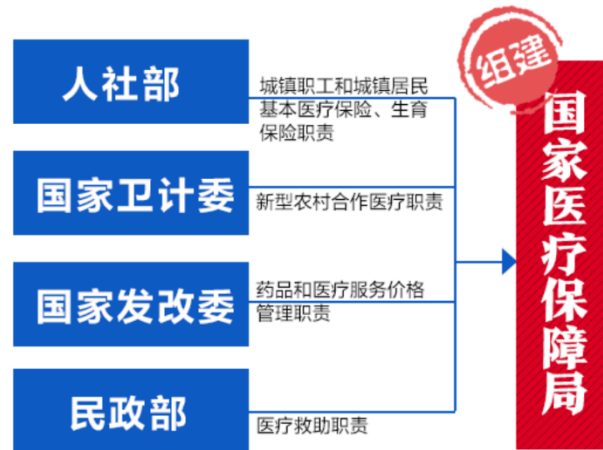 组建
人社部
城镇职工和城镇居民
基本医疗保险、生育
保险职责
国家卫计委
新型农村合作医疗职责
国家发改委
药品和医疗服务价格
管理职责
民政部
医疗救助职责
国家医疗保障局